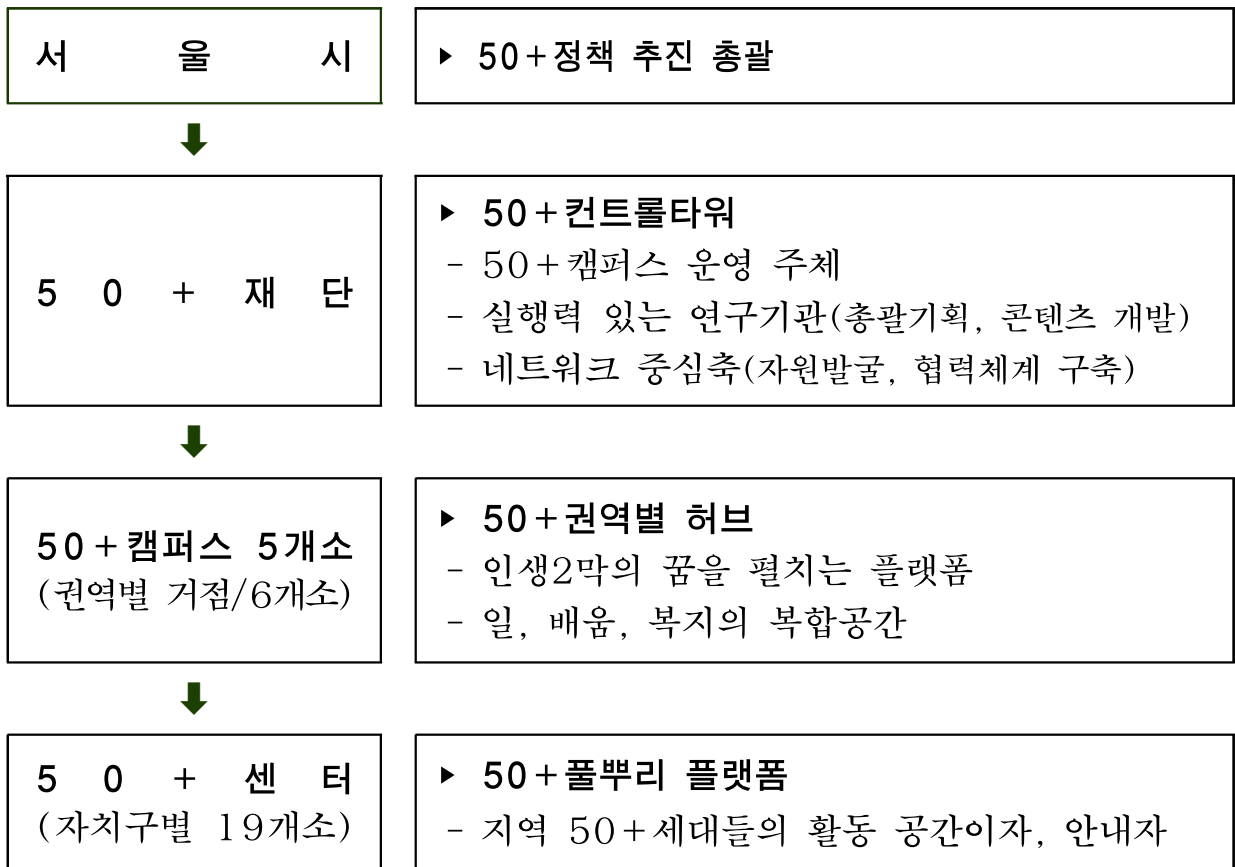 서 울 시
▶ 50+정책 추진 총괄
5 0 + 재 단
▶ 50+컨트롤타워
- 50+캠퍼스 운영 주체
- 실행력 있는 연구기관(총괄기획, 콘텐츠 개발)
- 네트워크 중심축(자원발굴, 협력체계 구축)
50+캠퍼스 5개소
(권역별 거점/6개소)
▶ 50+권역별 허브
- 인생2막의 꿈을 펼치는 플랫폼
- 일, 배움, 복지의 복합공간
5 0 + 센 터
(자치구별 19개소)
▶ 50+풀뿌리 플랫폼
- 지역 50+세대들의 활동 공간이자, 안내자